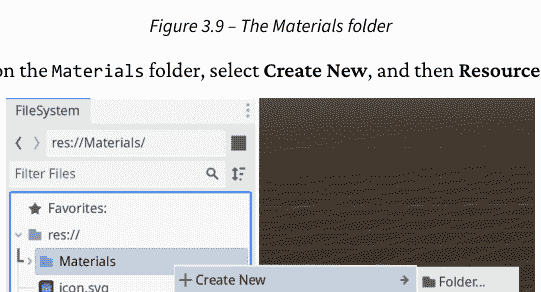 Figure 3.9 – The Materials folder
on the Materials folder, select Create New, and then Resource
FileSystem
res://Materials/
Filter Files
Favorites:
res://
Materials
Create New
Folder...
icon.svg